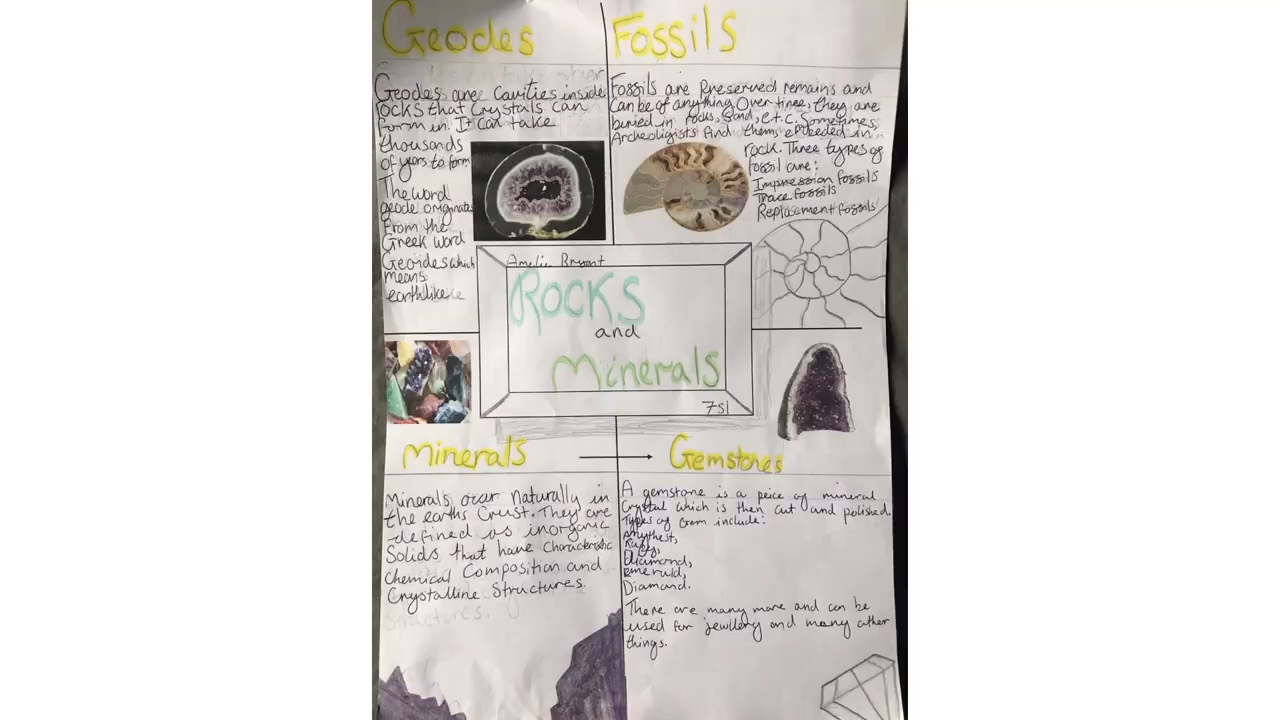 Geodes
Geodes are cavities inside
rocks that crystals can
form in. It can take
thousands
of years to form
The word
geode originates
from the
Greek word
Geoides which
means
earthlike
Fossils
Fossils are Preserved remains and
can be of anything. Over time, they are
buried in rocks, Sand, etc. Sometimes,
Archeoligists find them embeded in
rock. Three types of
fossil are:
Impression fossils
Trace fossils
Replacement fossils
Amelie Bryant
Rocks
and
Minerals
7sl
Minerals
Minerals occur Naturally in
the earths Crust. They are
defined as inorganic
Solids that have characteristic
chemical Composition and
Crystalline Structures.
Gemstones
A gemstone is a peice of mineral
Crystal which is then cut and polished.
Types of Gem include:
Amythest,
Ruby,
Diamond,
Emerald,
Diamond.
There are many more and can be
used for jewllery and many other
things.